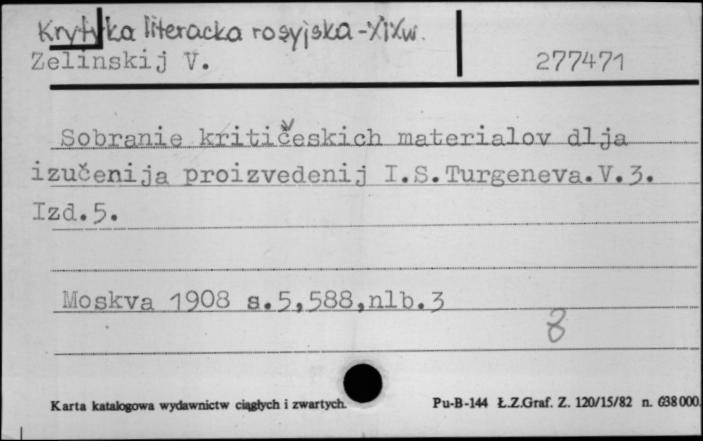 Krytyka literacka rosyjska - XIXw.
Zelinskij V. 277471
Sobranie kritičeskich materialov dlja
izučenija proizvedenij I.S.Turgeneva.V.3.
Izd.5.
Moskva 1908 s.5,588,nlb.3
8
Karta katalogowa wydawnictw ciągłych i zwartych. Pu-B-144 Ł.Z.Graf. Z. 120/15/82 n. 638000